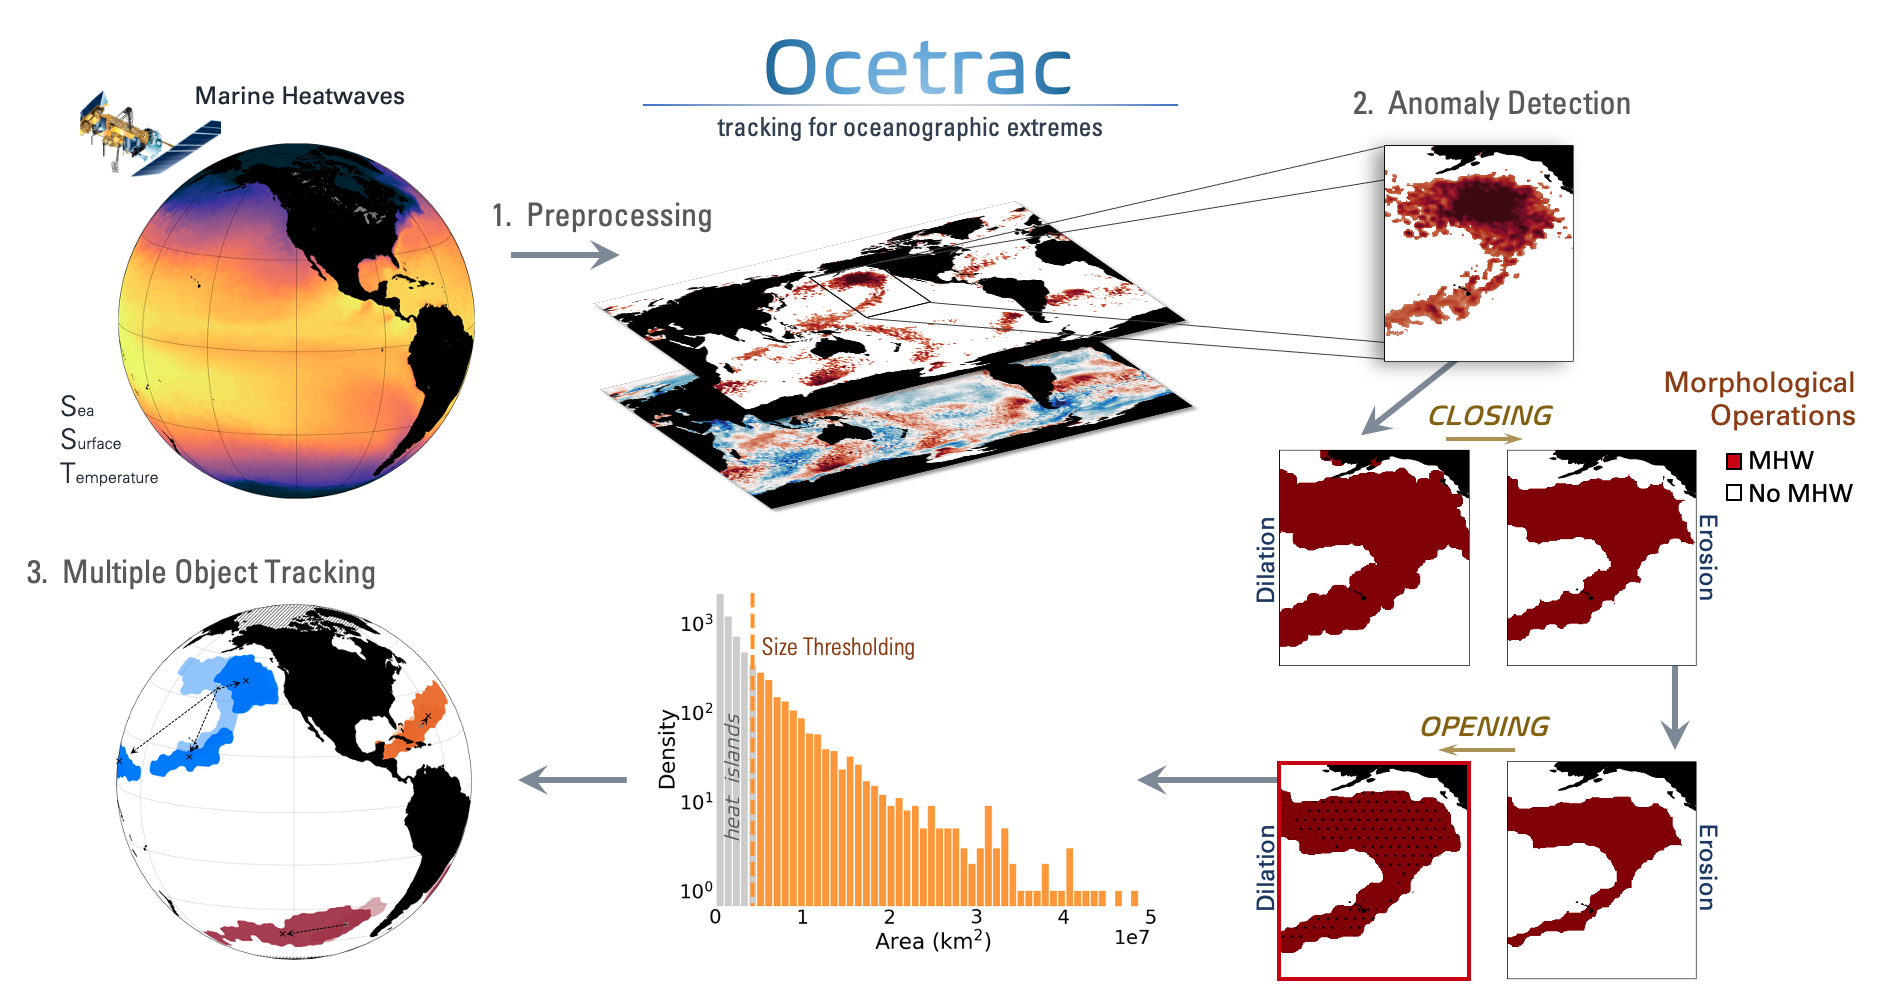 Ocetrac
tracking for oceanographic extremes
Marine Heatwaves
Sea
Surface
Temperature
1. Preprocessing
2. Anomaly Detection
Morphological
Operations
MHW
No MHW
CLOSING
Dilation
Erosion
OPENING
Dilation
Erosion
Size Thresholding
heat islands
Density
10³
10²
10¹
10⁰
0 1 2 3 4 5
1e7
Area (km²)
3. Multiple Object Tracking